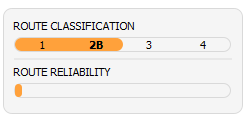 ROUTE CLASSIFICATION
1 2B 3 4
ROUTE RELIABILITY